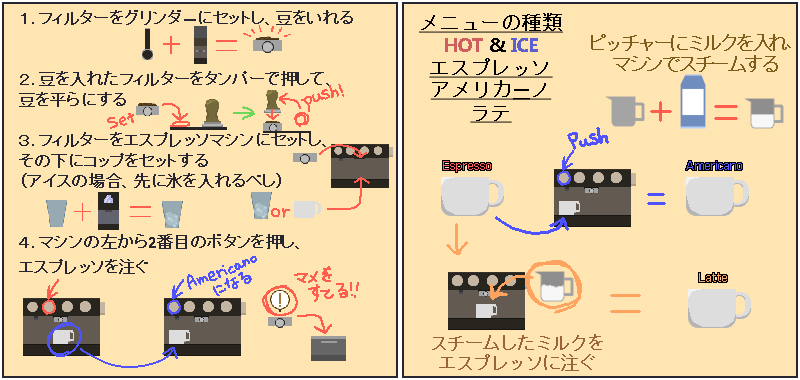 1.フィルターをグリンダーにセットし、豆をいれる
2.豆を入れたフィルターをタンパーで押して、
豆を平らにする
set
push!
3.フィルターをエスプレッソマシンにセットし、
その下にコップをセットする
(アイスの場合、先に氷を入れるべし)
or
4.マシンの左から2番目のボタンを押し、
エスプレッソを注ぐ
Americano
になる
マメを
すてる!!
メニューの種類
HOT & ICE
エスプレッソ
アメリカーノ
ラテ
ピッチャーにミルクを入れ、
マシンでスチームする
Push
Espresso
Americano
Latte
スチームしたミルクを
エスプレッソに注ぐ